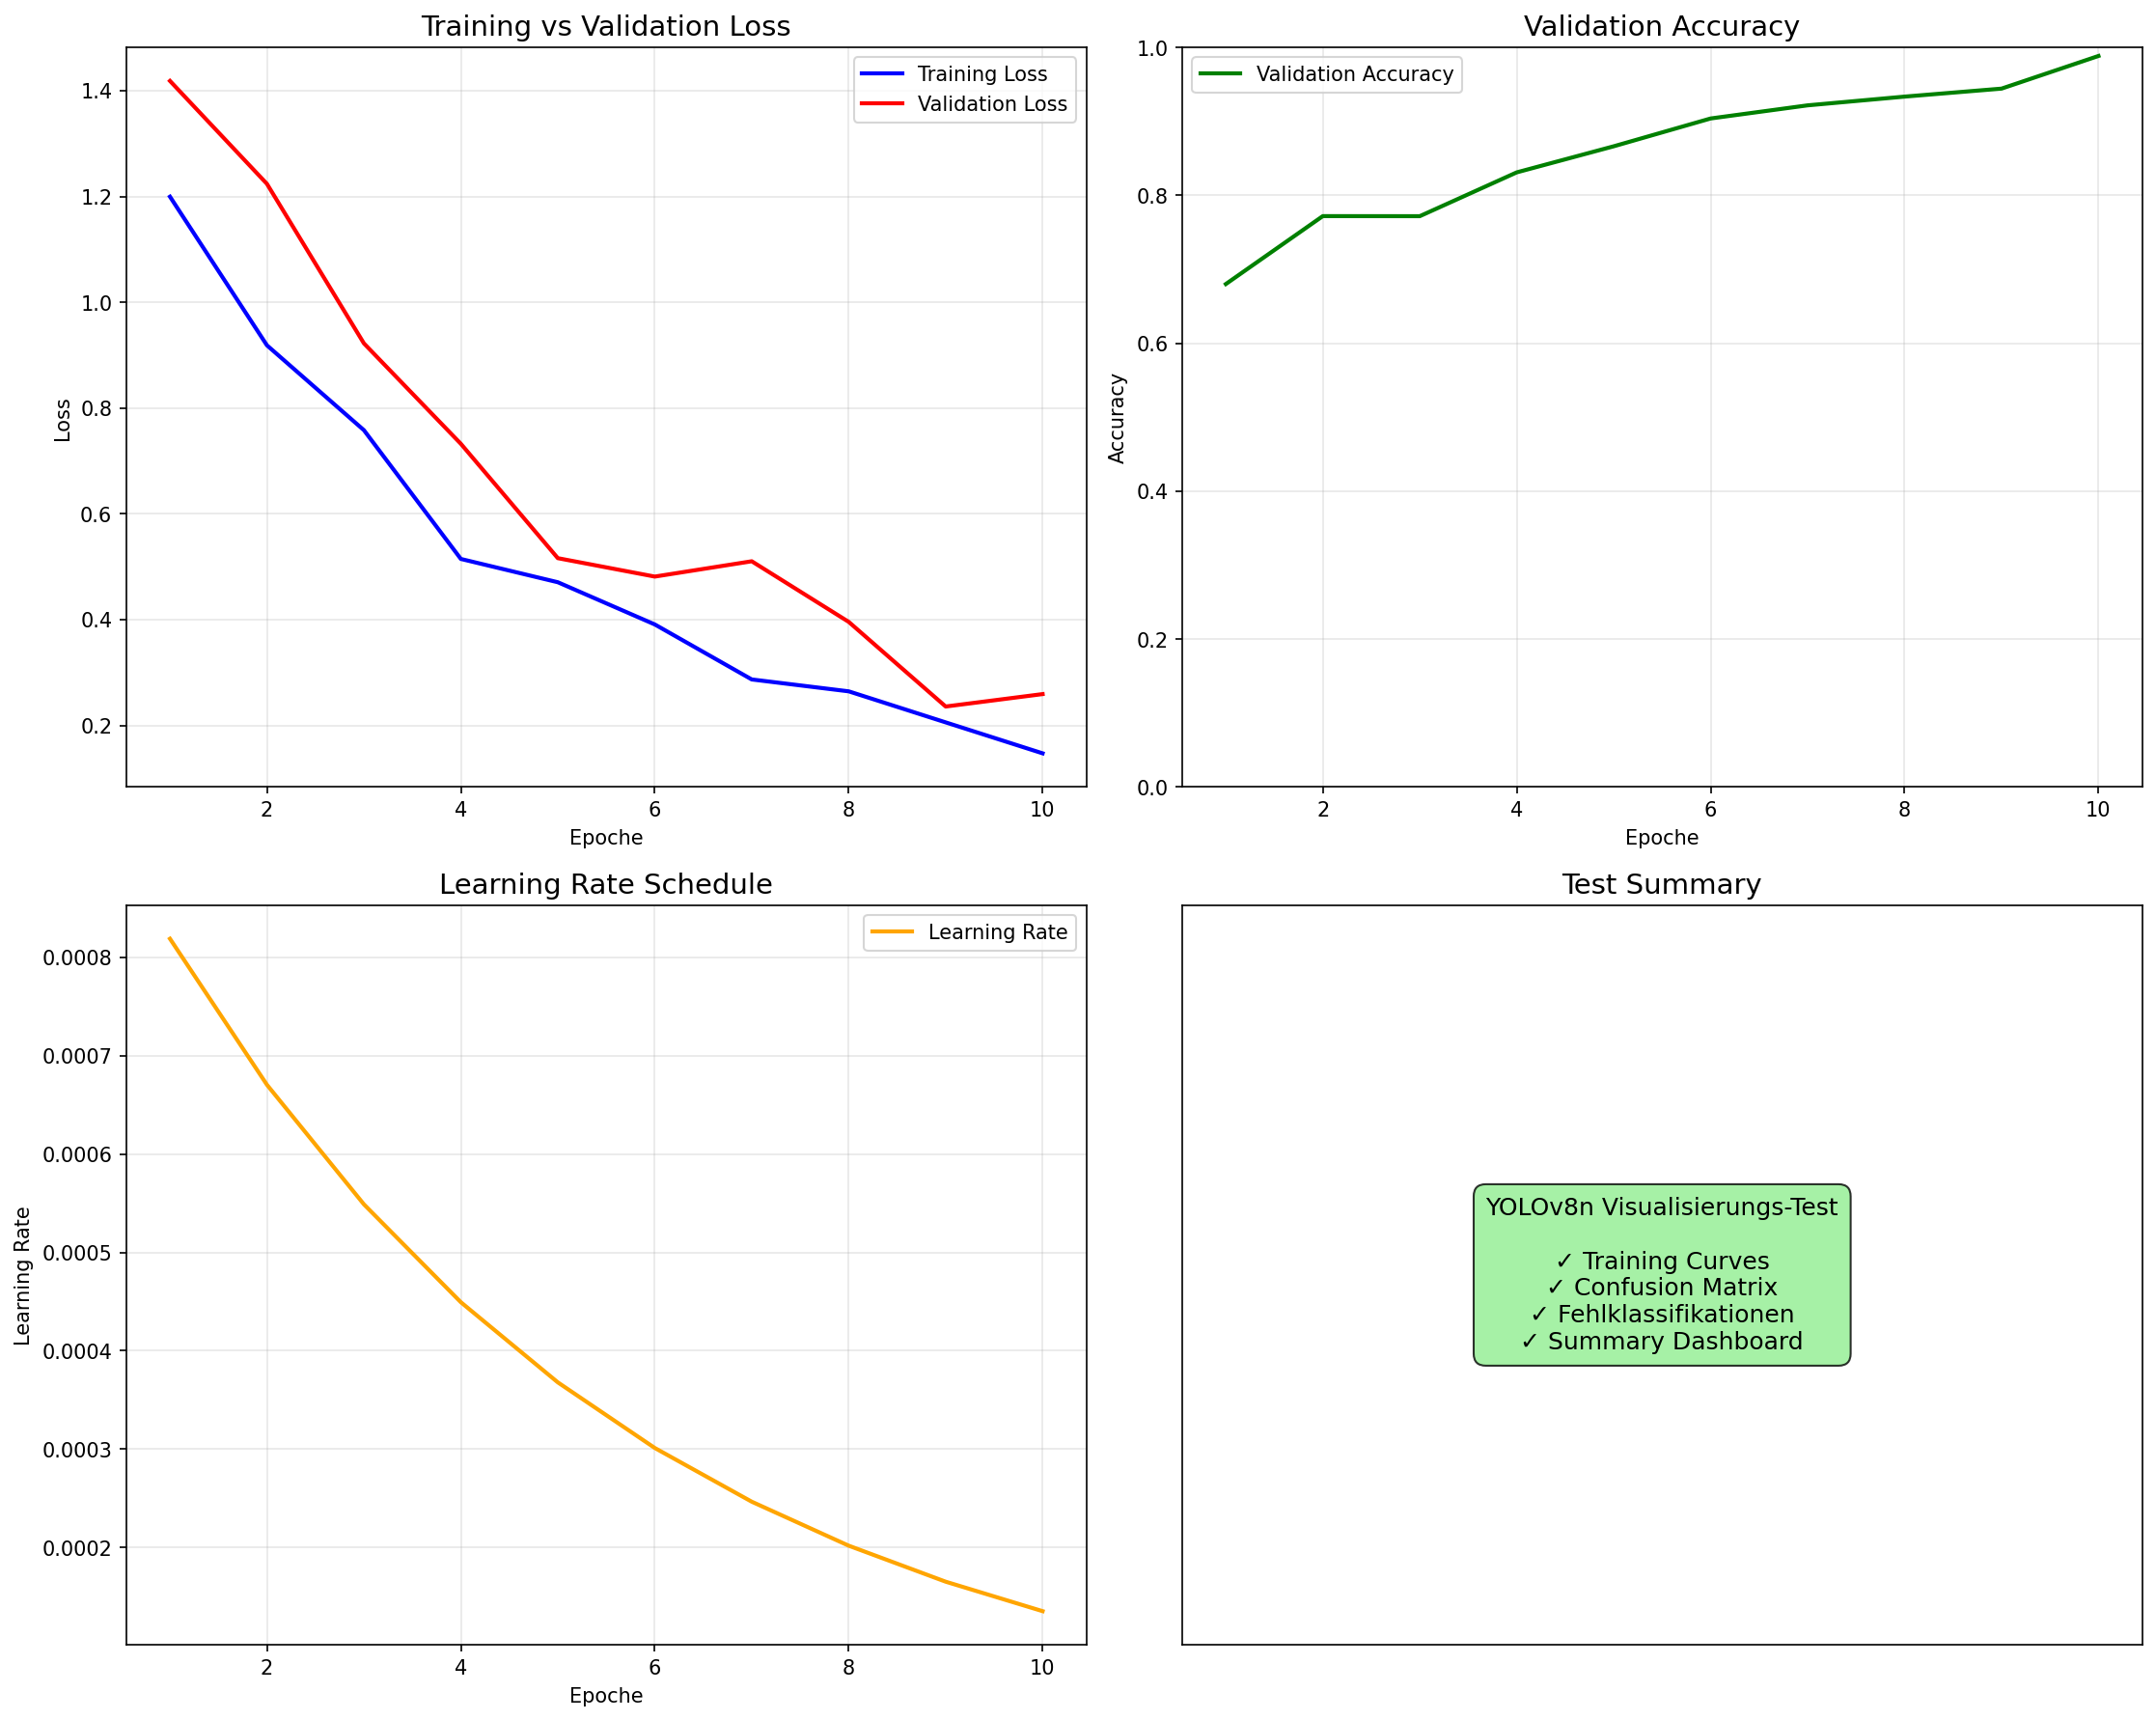 Training vs Validation Loss
Training Loss
Validation Loss
1.4
1.2
1.0
0.8
0.6
0.4
0.2
Loss
2 4 6 8 10
Epoche
Validation Accuracy
Validation Accuracy
1.0
0.8
0.6
0.4
0.2
0.0
Accuracy
2 4 6 8 10
Epoche
Learning Rate Schedule
Learning Rate
0.0008
0.0007
0.0006
0.0005
0.0004
0.0003
0.0002
Learning Rate
2 4 6 8 10
Epoche
Test Summary
YOLOv8n Visualisierungs-Test
✓ Training Curves
✓ Confusion Matrix
✓ Fehlklassifikationen
✓ Summary Dashboard